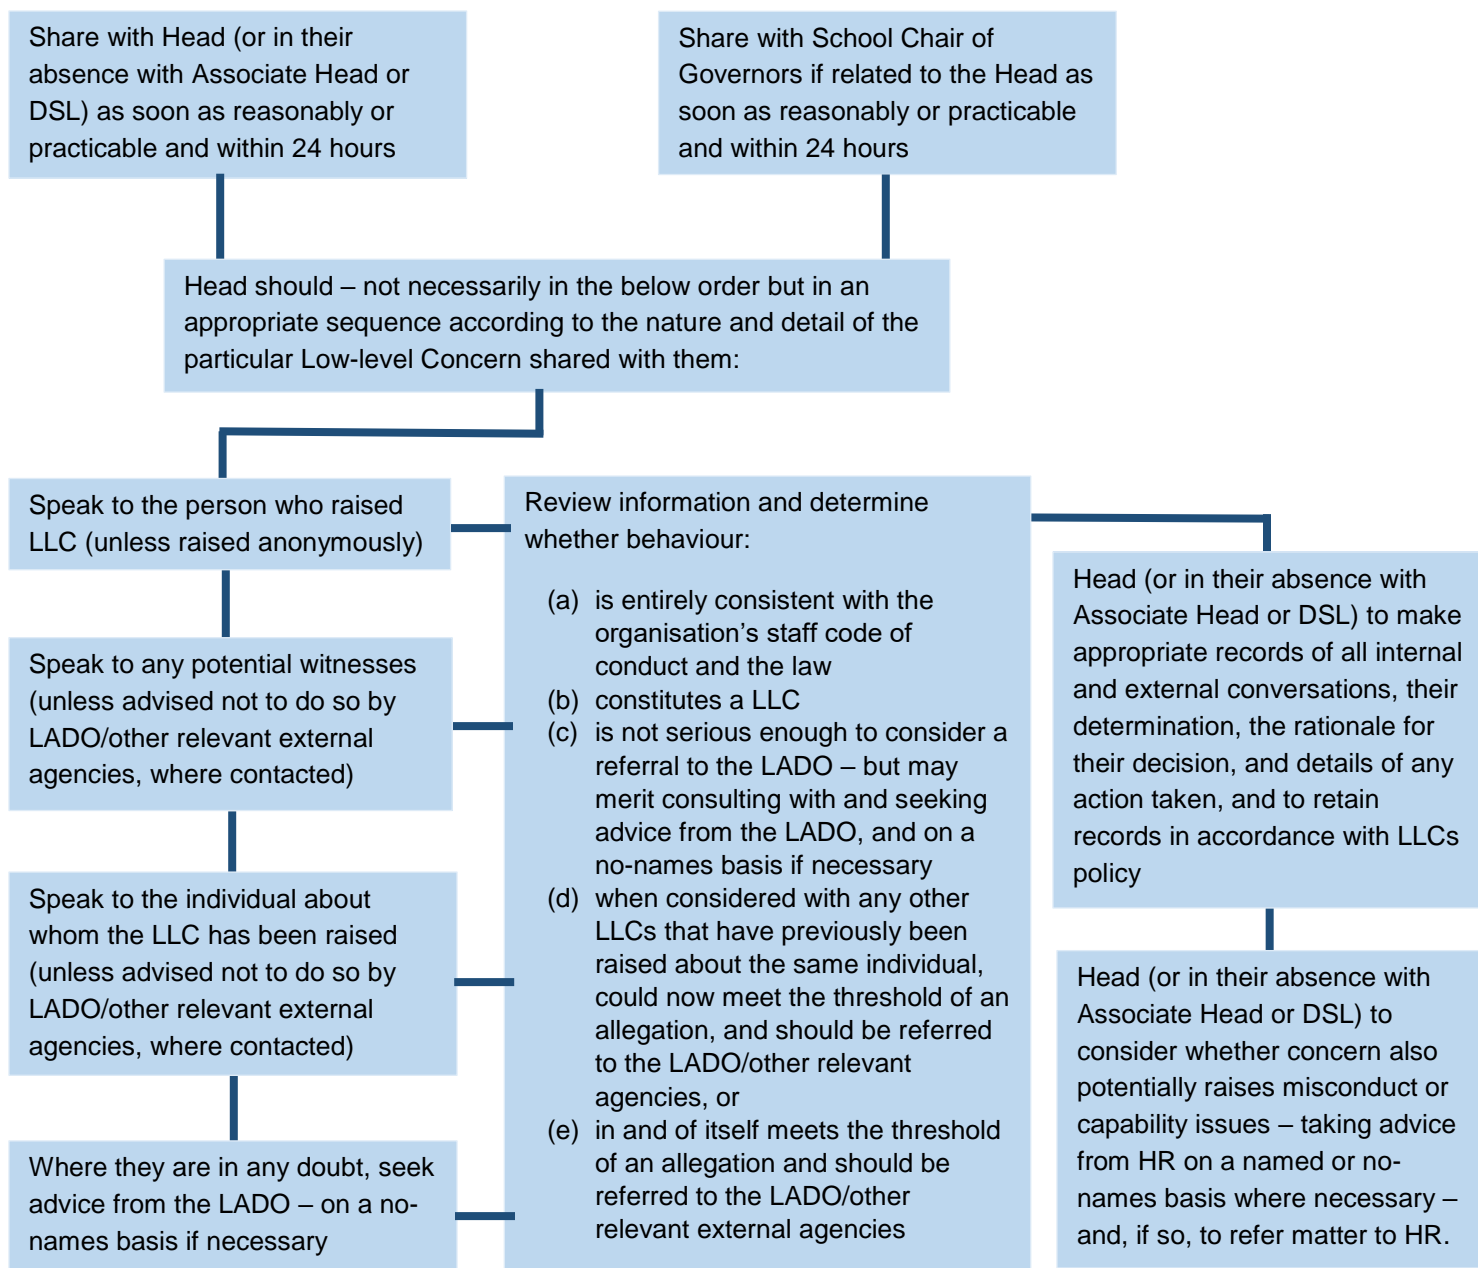 Share with Head (or in their
absence with Associate Head or
DSL) as soon as reasonably or
practicable and within 24 hours
Share with School Chair of
Governors if related to the Head as
soon as reasonably or practicable
and within 24 hours
Head should – not necessarily in the below order but in an
appropriate sequence according to the nature and detail of the
particular Low-level Concern shared with them:
Speak to the person who raised
LLC (unless raised anonymously)
Speak to any potential witnesses
(unless advised not to do so by
LADO/other relevant external
agencies, where contacted)
Speak to the individual about
whom the LLC has been raised
(unless advised not to do so by
LADO/other relevant external
agencies, where contacted)
Where they are in any doubt, seek
advice from the LADO – on a no-
names basis if necessary
Review information and determine
whether behaviour:
(a) is entirely consistent with the
organisation’s staff code of
conduct and the law
(b) constitutes a LLC
(c) is not serious enough to consider a
referral to the LADO – but may
merit consulting with and seeking
advice from the LADO, and on a
no-names basis if necessary
(d) when considered with any other
LLCs that have previously been
raised about the same individual,
could now meet the threshold of an
allegation, and should be referred
to the LADO/other relevant
agencies, or
(e) in and of itself meets the threshold
of an allegation and should be
referred to the LADO/other
relevant external agencies
Head (or in their absence with
Associate Head or DSL) to make
appropriate records of all internal
and external conversations, their
determination, the rationale for
their decision, and details of any
action taken, and to retain
records in accordance with LLCs
policy
Head (or in their absence with
Associate Head or DSL) to
consider whether concern also
potentially raises misconduct or
capability issues – taking advice
from HR on a named or no-
names basis where necessary –
and, if so, to refer matter to HR.